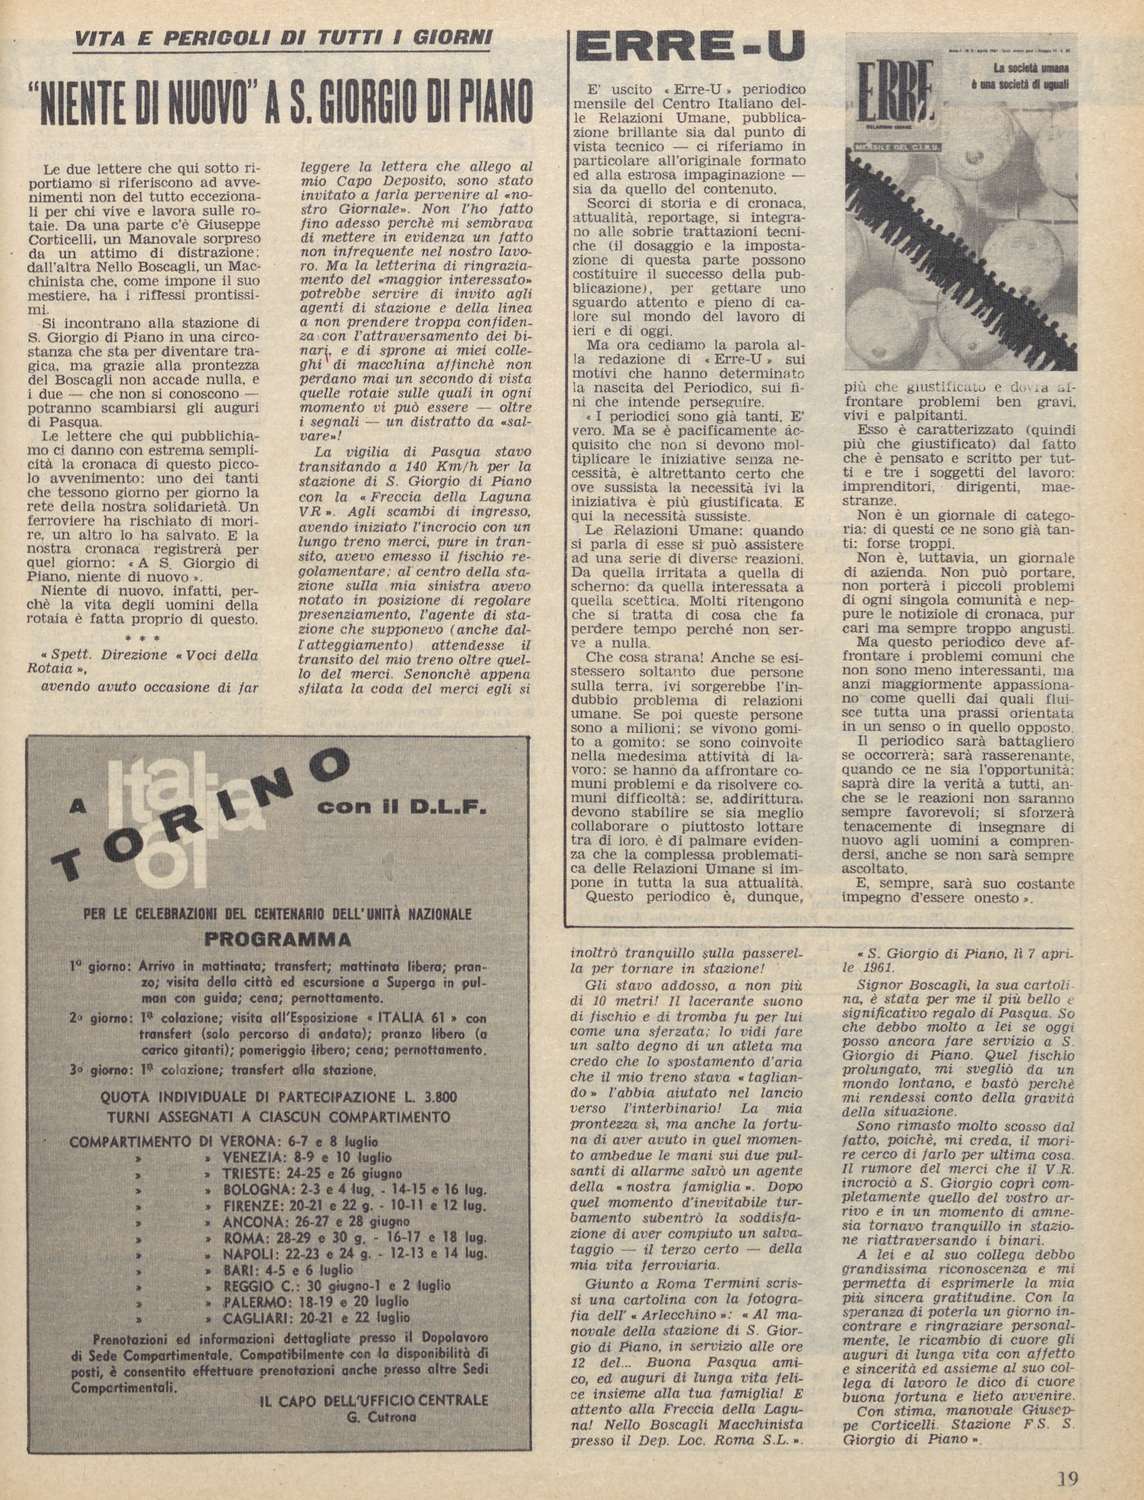 VITA E PERICOLI DI TUTTI I GIORNI
“NIENTE DI NUOVO” A S. GIORGIO DI PIANO
Le due lettere che qui sotto ri-
portiamo si riferiscono ad avve-
nimenti non del tutto ecceziona-
li per chi vive e lavora sulle ro-
taie. Da una parte c'è Giuseppe
Corticelli, un Manovale sorpreso
da un attimo di distrazione;
dall'altra Nello Boscagli, un Mac-
chinista che, come impone il suo
mestiere, ha i riflessi prontissi-
mi.
Si incontrano alla stazione di
S. Giorgio di Piano in una circo-
stanza che sta per diventare tra-
gica, ma grazie alla prontezza
del Boscagli non accade nulla, e
i due — che non si conoscono —
potranno scambiarsi gli auguri
di Pasqua.
Le lettere che qui pubblichia-
mo ci danno con estrema sempli-
cità la cronaca di questo picco-
lo avvenimento: uno dei tanti
che tessono giorno per giorno la
rete della nostra solidarietà. Un
ferroviere ha rischiato di mori-
re, un altro lo ha salvato. E la
nostra cronaca registrerà per
quel giorno: « A S. Giorgio di
Piano, niente di nuovo ».
Niente di nuovo, infatti, per-
chè la vita degli uomini della
rotaia è fatta proprio di questo.
* * *
« Spett. Direzione « Voci della
Rotaia »,
avendo avuto occasione di far
leggere la lettera che allego al
mio Capo Deposito, sono stato
invitato a farla pervenire al «no-
stro Giornale». Non l'ho fatto
fino adesso perchè mi sembrava
di mettere in evidenza un fatto
non infrequente nel nostro lavo-
ro. Ma la letterina di ringrazia-
mento del «maggior interessato»
potrebbe servire di invito agli
agenti di stazione e della linea
a non prendere troppa confiden-
za con l'attraversamento dei bi-
nari, e di sprone ai miei colle-
ghi di macchina affinchè non
perdano mai un secondo di vista
quelle rotaie sulle quali in ogni
momento vi può essere — oltre
i segnali — un distratto da «sal-
vare»!
La vigilia di Pasqua stavo
transitando a 140 Km/h per la
stazione di S. Giorgio di Piano
con la « Freccia della Laguna
VR ». Agli scambi di ingresso,
avendo iniziato l'incrocio con un
lungo treno merci, pure in tran-
sito, avevo emesso il fischio re-
golamentare; al centro della sta-
zione sulla mia sinistra avevo
notato in posizione di regolare
presenziamento, l'agente di sta-
zione che supponevo (anche dal-
l'atteggiamento) attendesse il
transito del mio treno oltre quel-
lo del merci. Senonchè appena
sfilata la coda del merci egli si
inoltrò tranquillo sulla passerel-
la per tornare in stazione!
Gli stavo addosso, a non più
di 10 metri! Il lacerante suono
di fischio e di tromba fu per lui
come una sferzata; lo vidi fare
un salto degno di un atleta ma
credo che lo spostamento d'aria
che il mio treno stava « taglian-
do » l'abbia aiutato nel lancio
verso l'interbinario! La mia
prontezza sì, ma anche la fortu-
na di aver avuto in quel momen-
to ambedue le mani sui due pul-
santi di allarme salvò un agente
della « nostra famiglia ». Dopo
quel momento d'inevitabile tur-
bamento subentrò la soddisfa-
zione di aver compiuto un salva-
taggio — il terzo certo — della
mia vita ferroviaria.
Giunto a Roma Termini scris-
si una cartolina con la fotogra-
fia dell' « Arlecchino »: « Al ma-
novale della stazione di S. Gior-
gio di Piano, in servizio alle ore
12 del... Buona Pasqua ami-
co, ed auguri di lunga vita feli-
ce insieme alla tua famiglia! E
attento alla Freccia della Lagu-
na! Nello Boscagli Macchinista
presso il Dep. Loc. Roma S.L. ».
« S. Giorgio di Piano, lì 7 apri-
le 1961.
Signor Boscagli, la sua cartoli-
na, è stata per me il più bello e
significativo regalo di Pasqua. So
che debbo molto a lei se oggi
posso ancora fare servizio a S.
Giorgio di Piano. Quel fischio
prolungato, mi svegliò da un
mondo lontano, e bastò perchè
mi rendessi conto della gravità
della situazione.
Sono rimasto molto scosso dal
fatto, poichè, mi creda, il mori-
re cerco di farlo per ultima cosa.
Il rumore del merci che il V.R.
incrociò a S. Giorgio coprì com-
pletamente quello del vostro ar-
rivo e in un momento di amne-
sia tornavo tranquillo in stazio-
ne riattraversando i binari.
A lei e al suo collega debbo
grandissima riconoscenza e mi
permetta di esprimerle la mia
più sincera gratitudine. Con la
speranza di poterla un giorno in-
contrare e ringraziare personal-
mente, le ricambio di cuore gli
auguri di lunga vita con affetto
e sincerità ed assieme al suo col-
lega di lavoro le dico di cuore
buona fortuna e lieto avvenire.
Con stima, manovale Giusep-
pe Corticelli. Stazione F.S. S.
Giorgio di Piano ».
ERRE-U
E' uscito « Erre-U » periodico
mensile del Centro Italiano del-
le Relazioni Umane, pubblica-
zione brillante sia dal punto di
vista tecnico — ci riferiamo in
particolare all'originale formato
ed alla estrosa impaginazione —
sia da quello del contenuto.
Scorci di storia e di cronaca,
attualità, reportage, si integra-
no alle sobrie trattazioni tecni-
che (il dosaggio e la imposta-
zione di questa parte possono
costituire il successo della pub-
blicazione), per gettare uno
sguardo attento e pieno di ca-
lore sul mondo del lavoro di
ieri e di oggi.
Ma ora cediamo la parola al-
la redazione di « Erre-U » sui
motivi che hanno determinato
la nascita del Periodico, sui fi-
ni che intende perseguire.
« I periodici sono già tanti. E'
vero. Ma se è pacificamente ac-
quisito che non si devono mol-
tiplicare le iniziative senza ne-
cessità, è altrettanto certo che
ove sussista la necessità ivi la
iniziativa è più giustificata. E
qui la necessità sussiste.
Le Relazioni Umane: quando
si parla di esse si può assistere
ad una serie di diverse reazioni.
Da quella irritata a quella di
scherno; da quella interessata a
quella scettica. Molti ritengono
che si tratta di cosa che fa
perdere tempo perché non ser-
ve a nulla.
Che cosa strana! Anche se esi-
stessero soltanto due persone
sulla terra, ivi sorgerebbe l'in-
dubbio problema di relazioni
umane. Se poi queste persone
sono a milioni; se vivono gomi-
to a gomito; se sono coinvolte
nella medesima attività di la-
voro; se hanno da affrontare co-
muni problemi e da risolvere co-
muni difficoltà; se, addirittura,
devono stabilire se sia meglio
collaborare o piuttosto lottare
tra di loro, è di palmare eviden-
za che la complessa problemati-
ca delle Relazioni Umane si im-
pone in tutta la sua attualità.
Questo periodico è, dunque,
La società umana
è una società di uguali
ERRE
RELAZIONI UMANE
MENSILE DEL C.I.R.U.
più che giustificato e dovrà af-
frontare problemi ben gravi,
vivi e palpitanti.
Esso è caratterizzato (quindi
più che giustificato) dal fatto
che è pensato e scritto per tut-
ti e tre i soggetti del lavoro:
imprenditori, dirigenti, mae-
stranze.
Non è un giornale di catego-
ria: di questi ce ne sono già tan-
ti: forse troppi.
Non è, tuttavia, un giornale
di azienda. Non può portare,
non porterà i piccoli problemi
di ogni singola comunità e nep-
pure le notiziole di cronaca, pur
cari ma sempre troppo angusti.
Ma questo periodico deve af-
frontare i problemi comuni che
non sono meno interessanti, ma
anzi maggiormente appassiona-
no come quelli dai quali flui-
sce tutta una prassi orientata
in un senso o in quello opposto.
Il periodico sarà battagliero
se occorrerà; sarà rasserenante,
quando ce ne sia l'opportunità;
saprà dire la verità a tutti, an-
che se le reazioni non saranno
sempre favorevoli; si sforzerà
tenacemente di insegnare di
nuovo agli uomini a compren-
dersi, anche se non sarà sempre
ascoltato.
E, sempre, sarà suo costante
impegno d'essere onesto ».
Italia 61
A TORINO con il D.L.F.
PER LE CELEBRAZIONI DEL CENTENARIO DELL'UNITÀ NAZIONALE
PROGRAMMA
1º giorno: Arrivo in mattinata; transfert; mattinata libera; pran-
zo; visita della città ed escursione a Superga in pul-
man con guida; cena; pernottamento.
2º giorno: 1ª colazione; visita all'Esposizione « ITALIA 61 » con
transfert (solo percorso di andata); pranzo libero (a
carico gitanti); pomeriggio libero; cena; pernottamento.
3º giorno: 1ª colazione; transfert alla stazione.
QUOTA INDIVIDUALE DI PARTECIPAZIONE L. 3.800
TURNI ASSEGNATI A CIASCUN COMPARTIMENTO
COMPARTIMENTO DI VERONA: 6-7 e 8 luglio
» » VENEZIA: 8-9 e 10 luglio
» » TRIESTE: 24-25 e 26 giugno
» » BOLOGNA: 2-3 e 4 lug. - 14-15 e 16 lug.
» » FIRENZE: 20-21 e 22 g. - 10-11 e 12 lug.
» » ANCONA: 26-27 e 28 giugno
» » ROMA: 28-29 e 30 g. - 16-17 e 18 lug.
» » NAPOLI: 22-23 e 24 g. - 12-13 e 14 lug.
» » BARI: 4-5 e 6 luglio
» » REGGIO C.: 30 giugno-1 e 2 luglio
» » PALERMO: 18-19 e 20 luglio
» » CAGLIARI: 20-21 e 22 luglio
Prenotazioni ed informazioni dettagliate presso il Dopolavoro
di Sede Compartimentale. Compatibilmente con la disponibilità di
posti, è consentito effettuare prenotazioni anche presso altre Sedi
Compartimentali.
IL CAPO DELL'UFFICIO CENTRALE
G. Cutrona
19